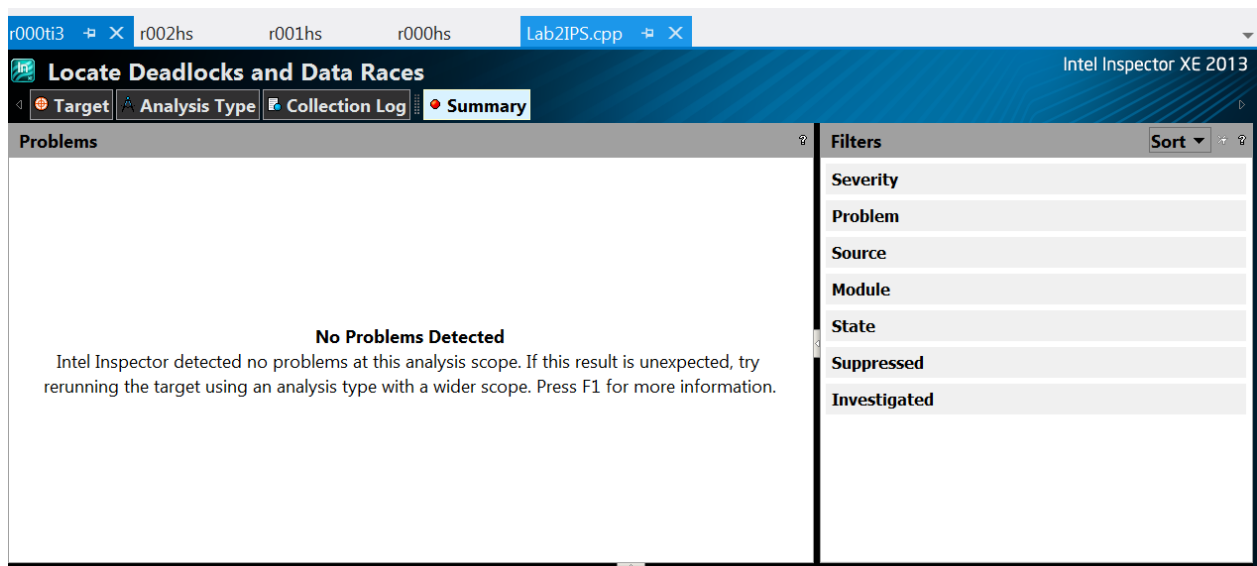 r000ti3 r002hs r001hs r000hs Lab2IPS.cpp
Locate Deadlocks and Data Races
Intel Inspector XE 2013
Target Analysis Type Collection Log Summary
Problems ?
Filters Sort ?
Severity
Problem
Source
Module
State
Suppressed
Investigated
No Problems Detected
Intel Inspector detected no problems at this analysis scope. If this result is unexpected, try
rerunning the target using an analysis type with a wider scope. Press F1 for more information.